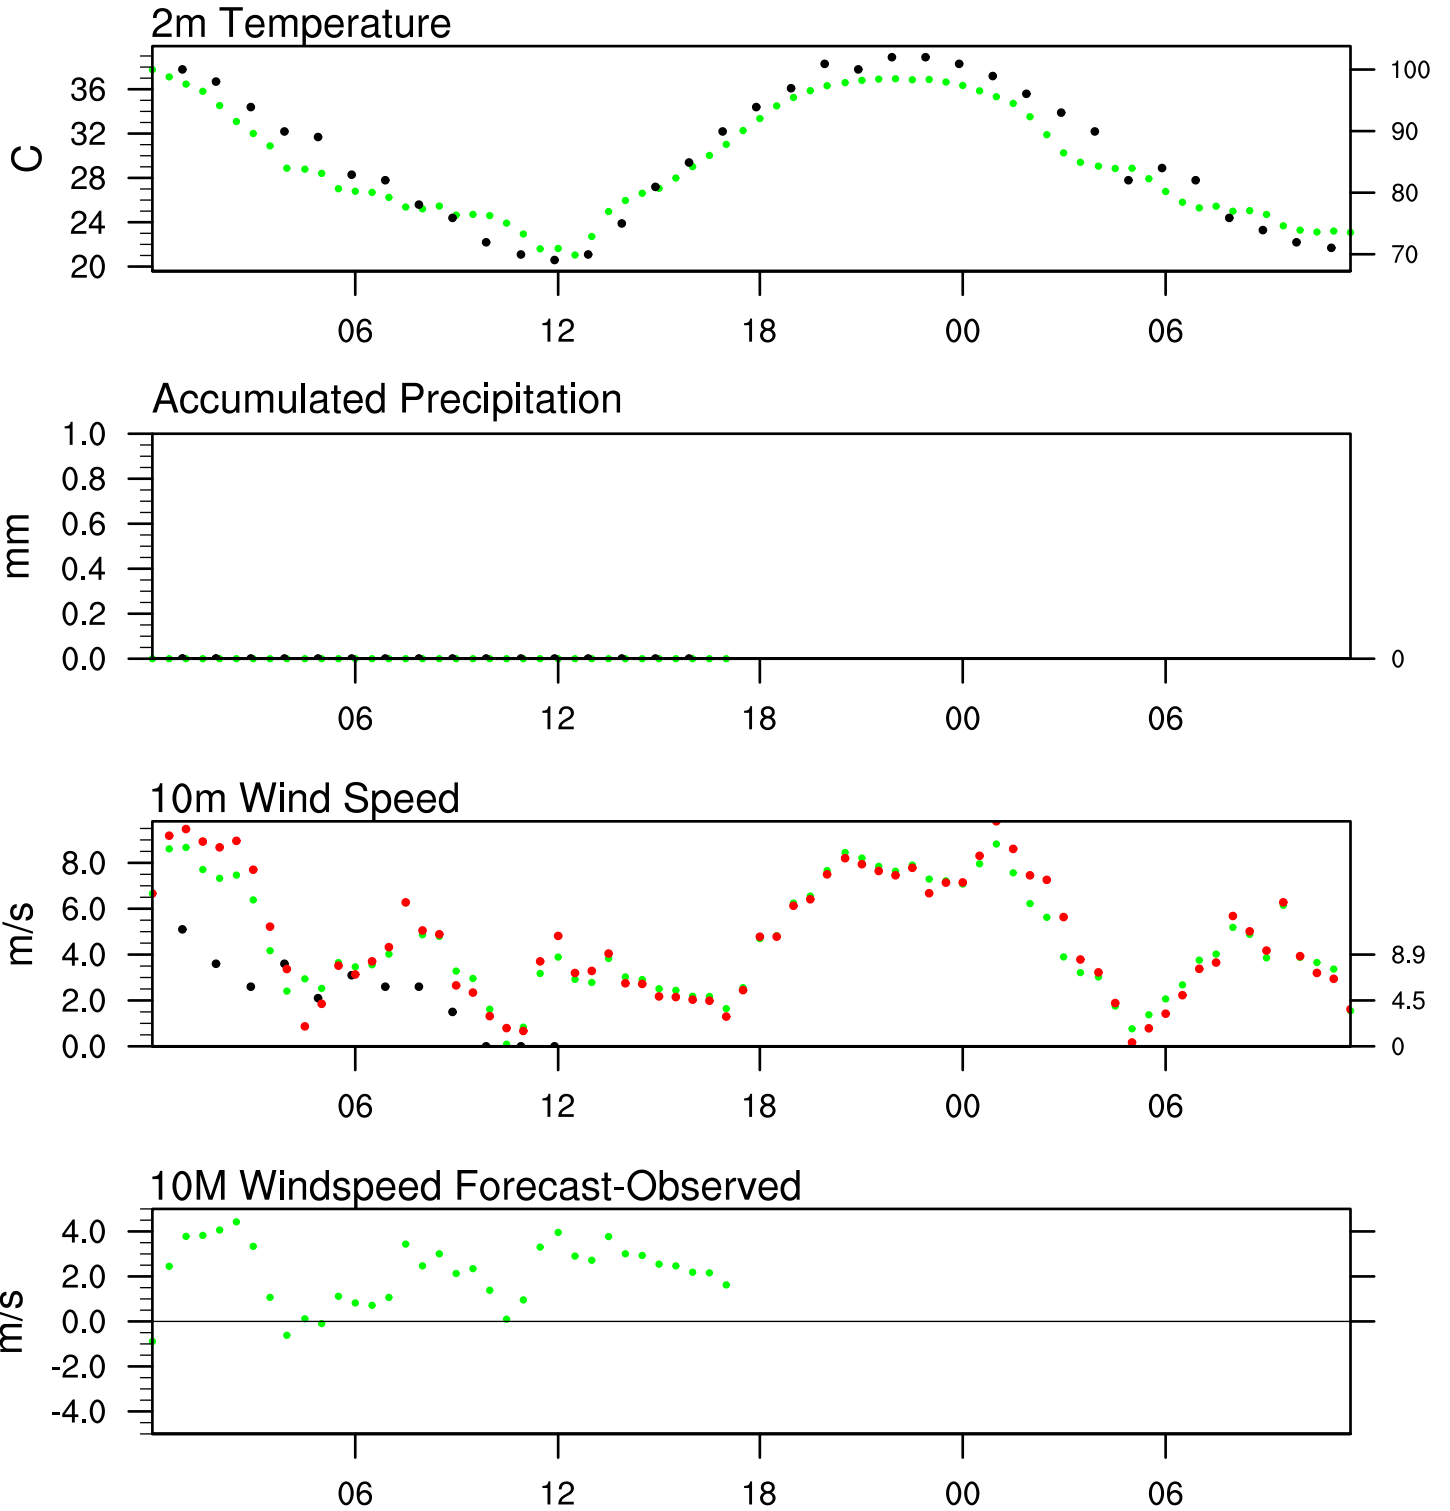 2m Temperature
C
36
32
28
24
20
100
90
80
70
06 12 18 00 06
Accumulated Precipitation
mm
1.0
0.8
0.6
0.4
0.2
0.0
0
06 12 18 00 06
10m Wind Speed
m/s
8.0
6.0
4.0
2.0
0.0
8.9
4.5
0
06 12 18 00 06
10M Windspeed Forecast-Observed
m/s
4.0
2.0
0.0
-2.0
-4.0
06 12 18 00 06